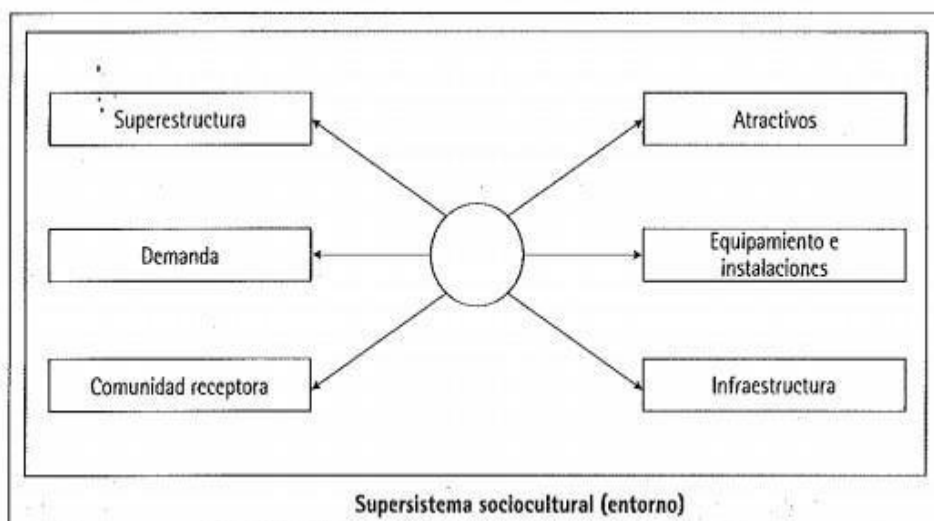 Superestructura
Atractivos
Demanda
Equipamiento e
instalaciones
Comunidad receptora
Infraestructura
Supersistema sociocultural (entorno)